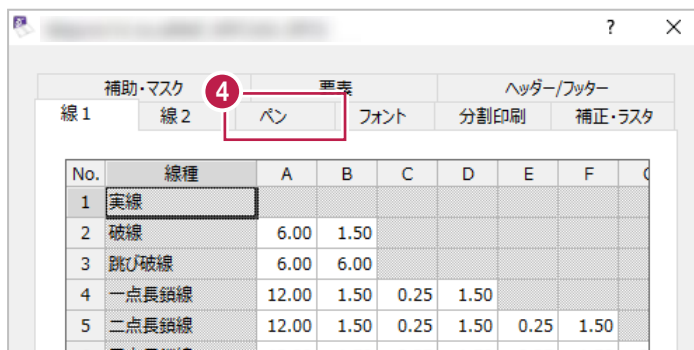 ?
補助・マスク 要素 ヘッダー/フッター
4
線1 線2 ペン フォント 分割印刷 補正・ラスタ
No. 線種 A B C D E F
1 実線
2 破線 6.00 1.50
3 跳び破線 6.00 6.00
4 一点長鎖線 12.00 1.50 0.25 1.50
5 二点長鎖線 12.00 1.50 0.25 1.50 0.25 1.50